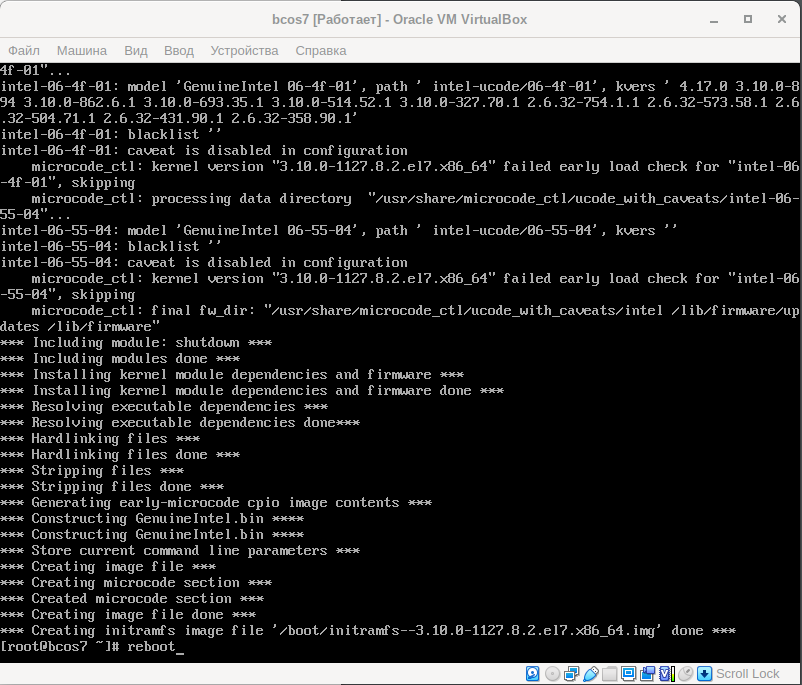 bcos7 [Работает] - Oracle VM VirtualBox
Файл Машина Вид Ввод Устройства Справка
4f-01"...
intel-06-4f-01: model 'GenuineIntel 06-4f-01', path ' intel-ucode/06-4f-01', kvers ' 4.17.0 3.10.0-8
94 3.10.0-862.6.1 3.10.0-693.35.1 3.10.0-514.52.1 3.10.0-327.70.1 2.6.32-754.1.1 2.6.32-573.58.1 2.6
.32-504.71.1 2.6.32-431.90.1 2.6.32-358.90.1'
intel-06-4f-01: blacklist ''
intel-06-4f-01: caveat is disabled in configuration
microcode_ctl: kernel version "3.10.0-1127.8.2.el7.x86_64" failed early load check for "intel-06
-4f-01", skipping
microcode_ctl: processing data directory  "/usr/share/microcode_ctl/ucode_with_caveats/intel-06-
55-04"...
intel-06-55-04: model 'GenuineIntel 06-55-04', path ' intel-ucode/06-55-04', kvers ''
intel-06-55-04: blacklist ''
intel-06-55-04: caveat is disabled in configuration
microcode_ctl: kernel version "3.10.0-1127.8.2.el7.x86_64" failed early load check for "intel-06
-55-04", skipping
microcode_ctl: final fw_dir: "/usr/share/microcode_ctl/ucode_with_caveats/intel /lib/firmware/up
dates /lib/firmware"
*** Including module: shutdown ***
*** Including modules done ***
*** Installing kernel module dependencies and firmware ***
*** Installing kernel module dependencies and firmware done ***
*** Resolving executable dependencies ***
*** Resolving executable dependencies done***
*** Hardlinking files ***
*** Hardlinking files done ***
*** Stripping files ***
*** Stripping files done ***
*** Generating early-microcode cpio image contents ***
*** Constructing GenuineIntel.bin ****
*** Constructing GenuineIntel.bin ****
*** Store current command line parameters ***
*** Creating image file ***
*** Creating microcode section ***
*** Created microcode section ***
*** Creating image file done ***
*** Creating initramfs image file '/boot/initramfs--3.10.0-1127.8.2.el7.x86_64.img' done ***
[root@bcos7 ~]# reboot_
Scroll Lock